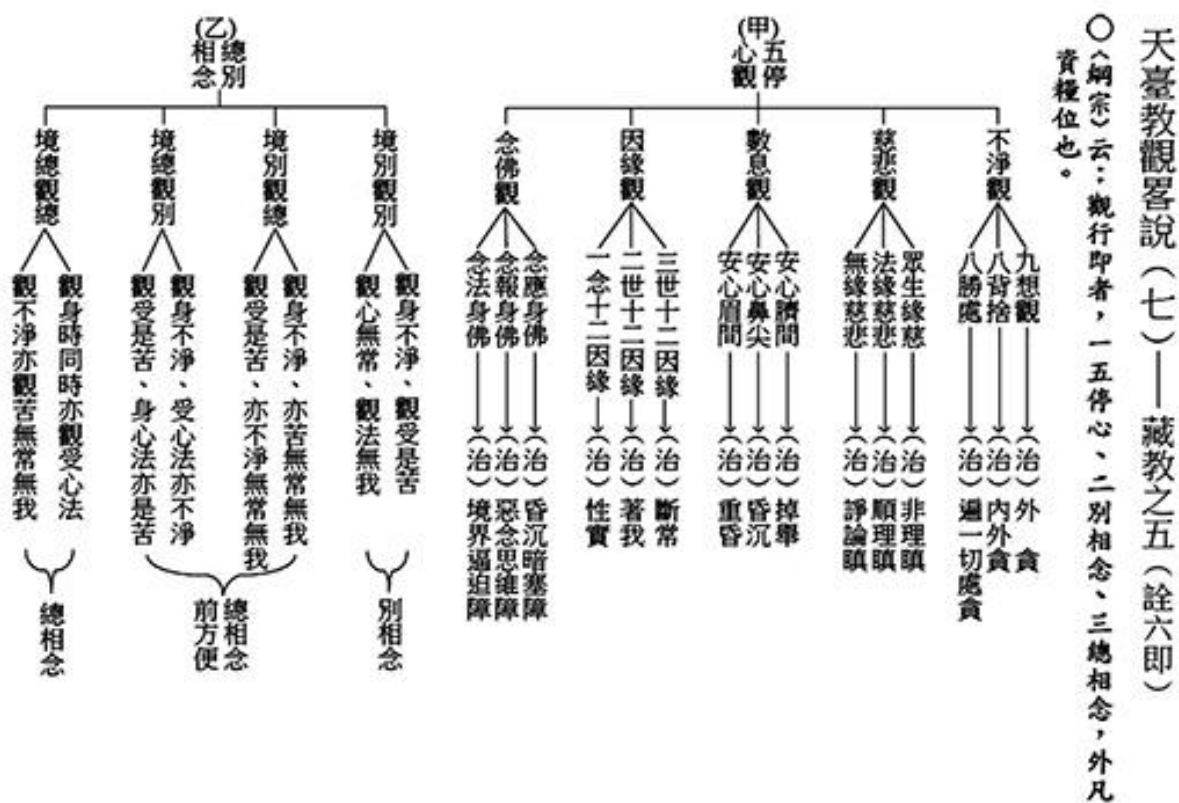 天臺教觀畧說（七）——藏教之五（詮六即）
○〈綱宗〉云：觀行即者，一五停心、二別相念、三總相念，外凡
資糧位也。
(甲)
五停
心觀
不淨觀
九想觀→（治）外　貪
八背捨→（治）內外貪
八勝處→（治）遍一切處貪
慈悲觀
眾生緣慈→（治）非理瞋
法緣慈悲→（治）順理瞋
無緣慈悲→（治）諍論瞋
數息觀
安心臍間→（治）掉舉
安心鼻尖→（治）昏沉
安心眉間→（治）重昏
因緣觀
三世十二因緣→（治）斷常
二世十二因緣→（治）著我
一念十二因緣→（治）性實
念佛觀
念應身佛→（治）昏沉暗塞障
念報身佛→（治）惡念思維障
念法身佛→（治）境界逼迫障
(乙)
總別
相念
境別觀別
觀身不淨、觀受是苦
觀心無常、觀法無我
別相念
境別觀總
觀身不淨、亦苦無常無我
觀受是苦、亦不淨無常無我
境總觀別
觀身不淨、受心法亦不淨
觀受是苦、身心法亦是苦
總相念
前方便
境總觀總
觀身時同時亦觀受心法
觀不淨亦觀苦無常無我
總相念